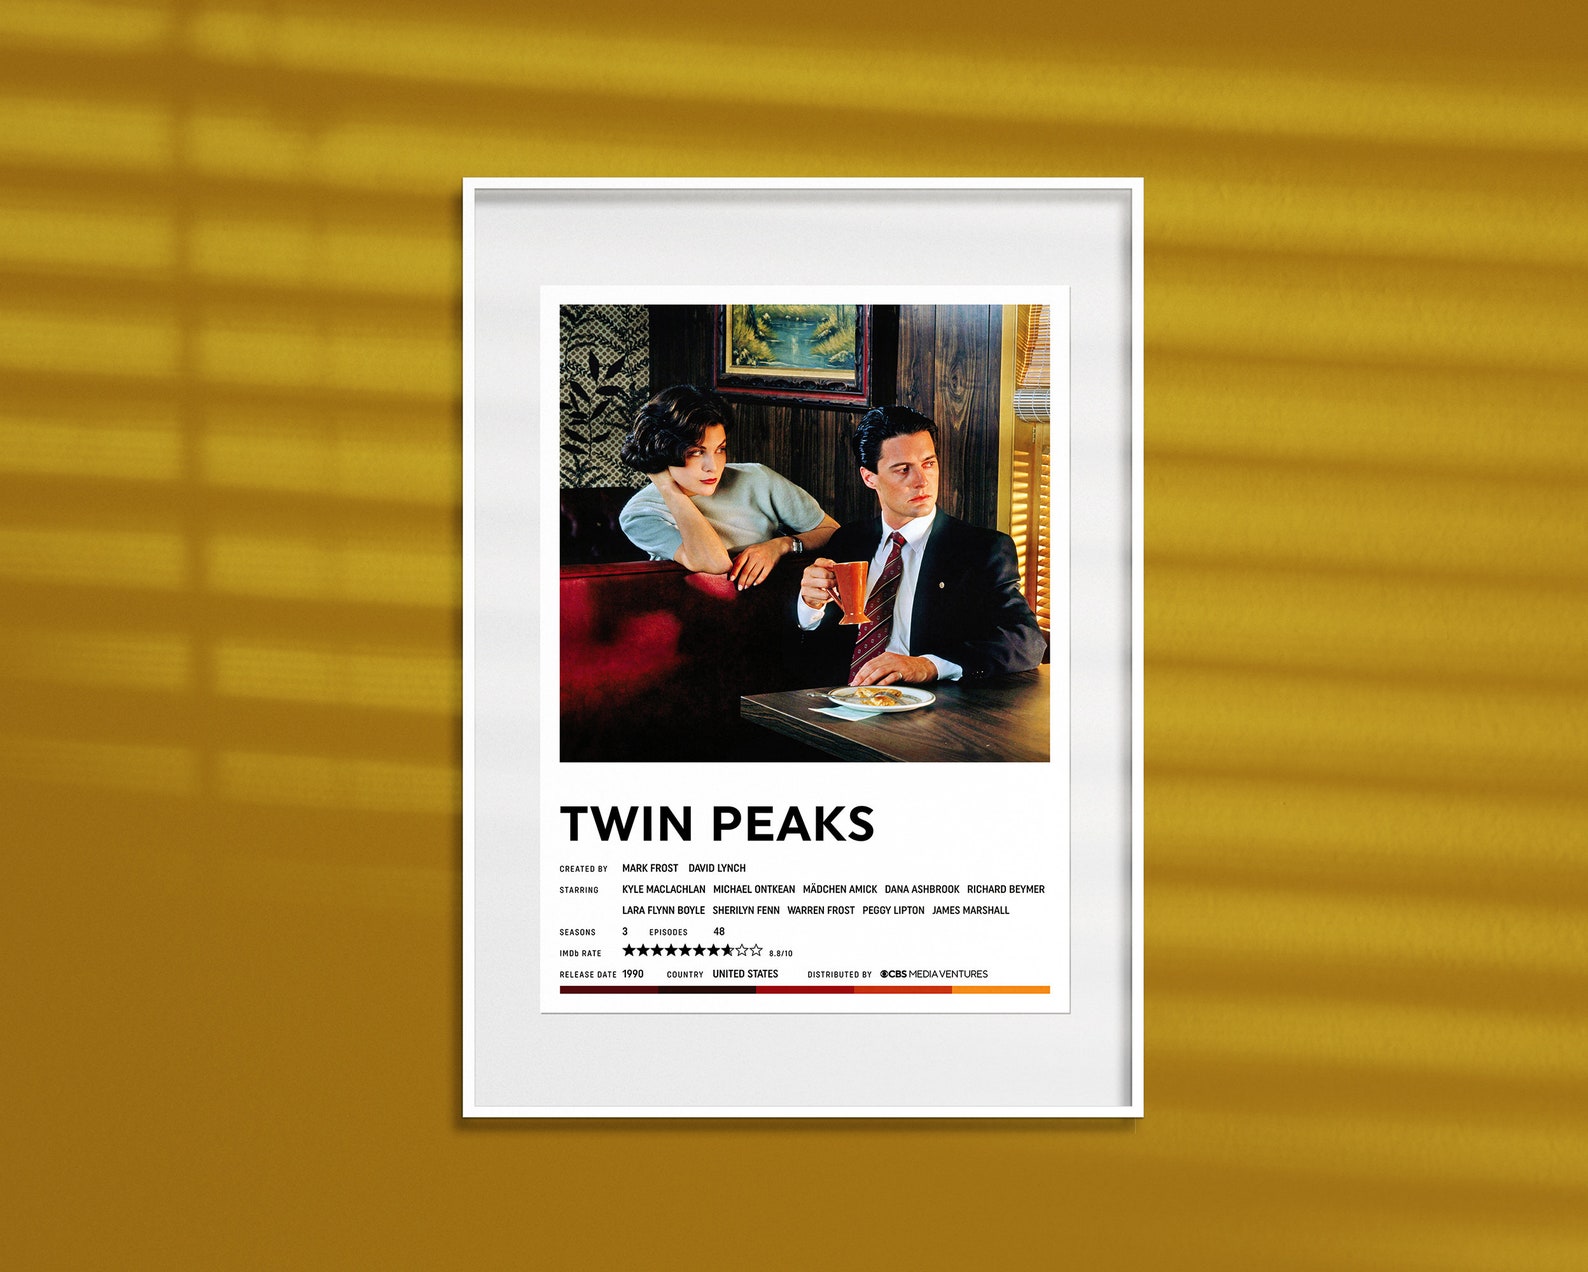 TWIN PEAKS
CREATED BY MARK FROST DAVID LYNCH
STARRING KYLE MACLACHLAN MICHAEL ONTKEAN MÄDCHEN AMICK DANA ASHBROOK RICHARD BEYMER
LARA FLYNN BOYLE SHERILYN FENN WARREN FROST PEGGY LIPTON JAMES MARSHALL
SEASONS 3 EPISODES 48
IMDb RATE 8.8/10
RELEASE DATE 1990 COUNTRY UNITED STATES DISTRIBUTED BY CBS MEDIA VENTURES